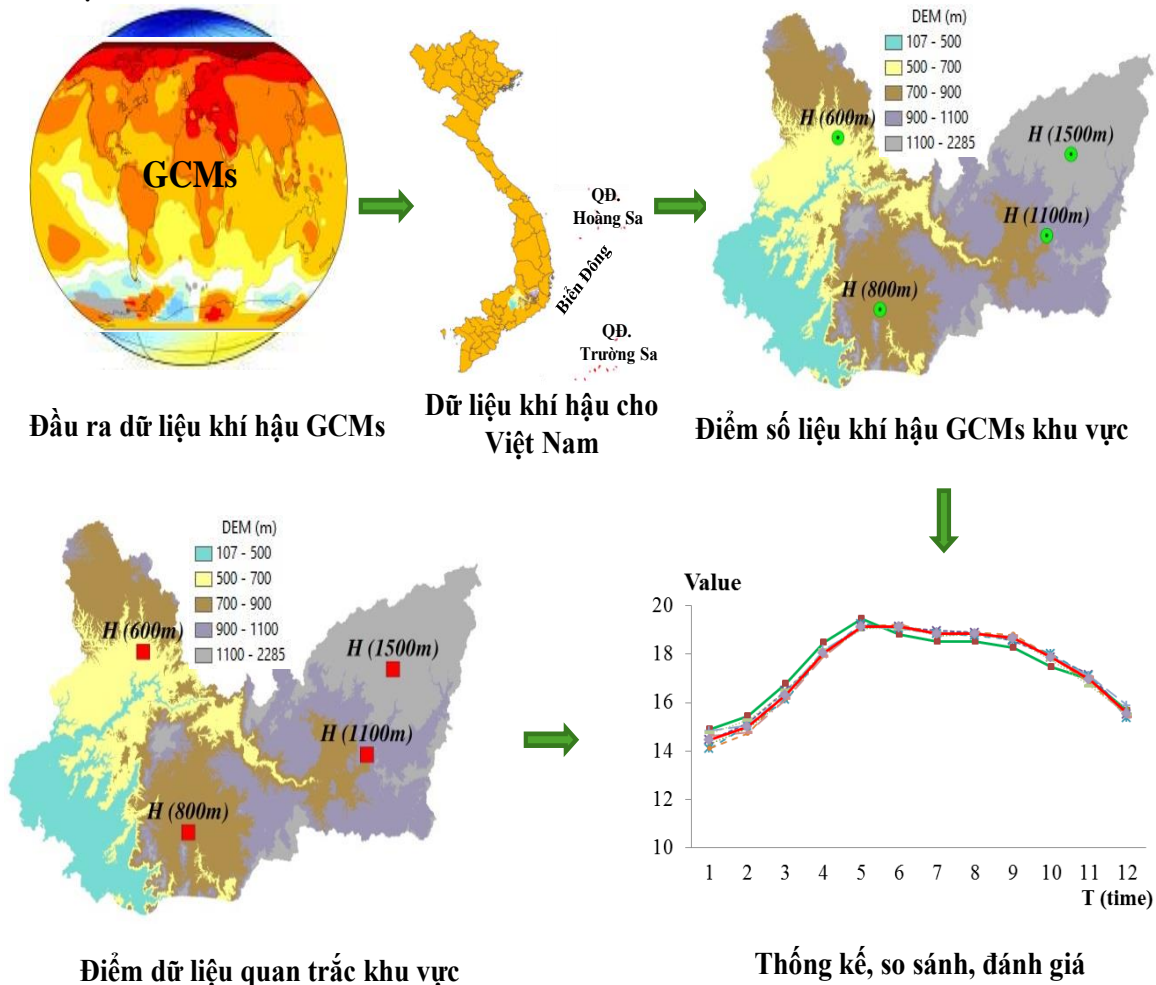 GCMs
QĐ.
Hoàng Sa
Biển Đông
QĐ.
Trường Sa
DEM (m)
107 - 500
500 - 700
700 - 900
900 - 1100
1100 - 2285
H (600m)
H (1500m)
H (1100m)
H (800m)
Đầu ra dữ liệu khí hậu GCMs
Dữ liệu khí hậu cho
Việt Nam
Điểm số liệu khí hậu GCMs khu vực
DEM (m)
107 - 500
500 - 700
700 - 900
900 - 1100
1100 - 2285
H (600m)
H (1500m)
H (1100m)
H (800m)
Value
20
18
16
14
12
10
1 2 3 4 5 6 7 8 9 10 11 12
T (time)
Điểm dữ liệu quan trắc khu vực
Thống kế, so sánh, đánh giá